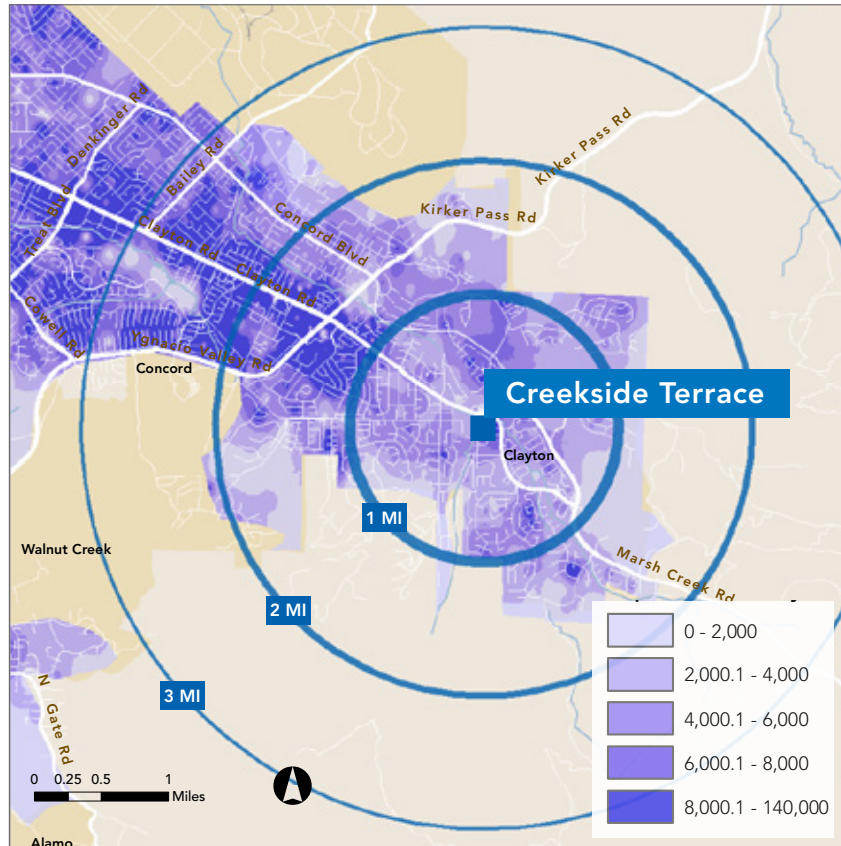 Denkinger Rd
Bailey Rd
Treat Blvd
Clayton Rd
Clayton Rd
Concord Blvd
Kirker Pass Rd
Kirker Pass Rd
Cowell Rd
Ygnacio Valley Rd
Concord
Creekside Terrace
Clayton
1 MI
Walnut Creek
Marsh Creek Rd
2 MI
3 MI
N Gate Rd
0 - 2,000
2,000.1 - 4,000
4,000.1 - 6,000
6,000.1 - 8,000
8,000.1 - 140,000
0 0.25 0.5 1
Miles
Alamo